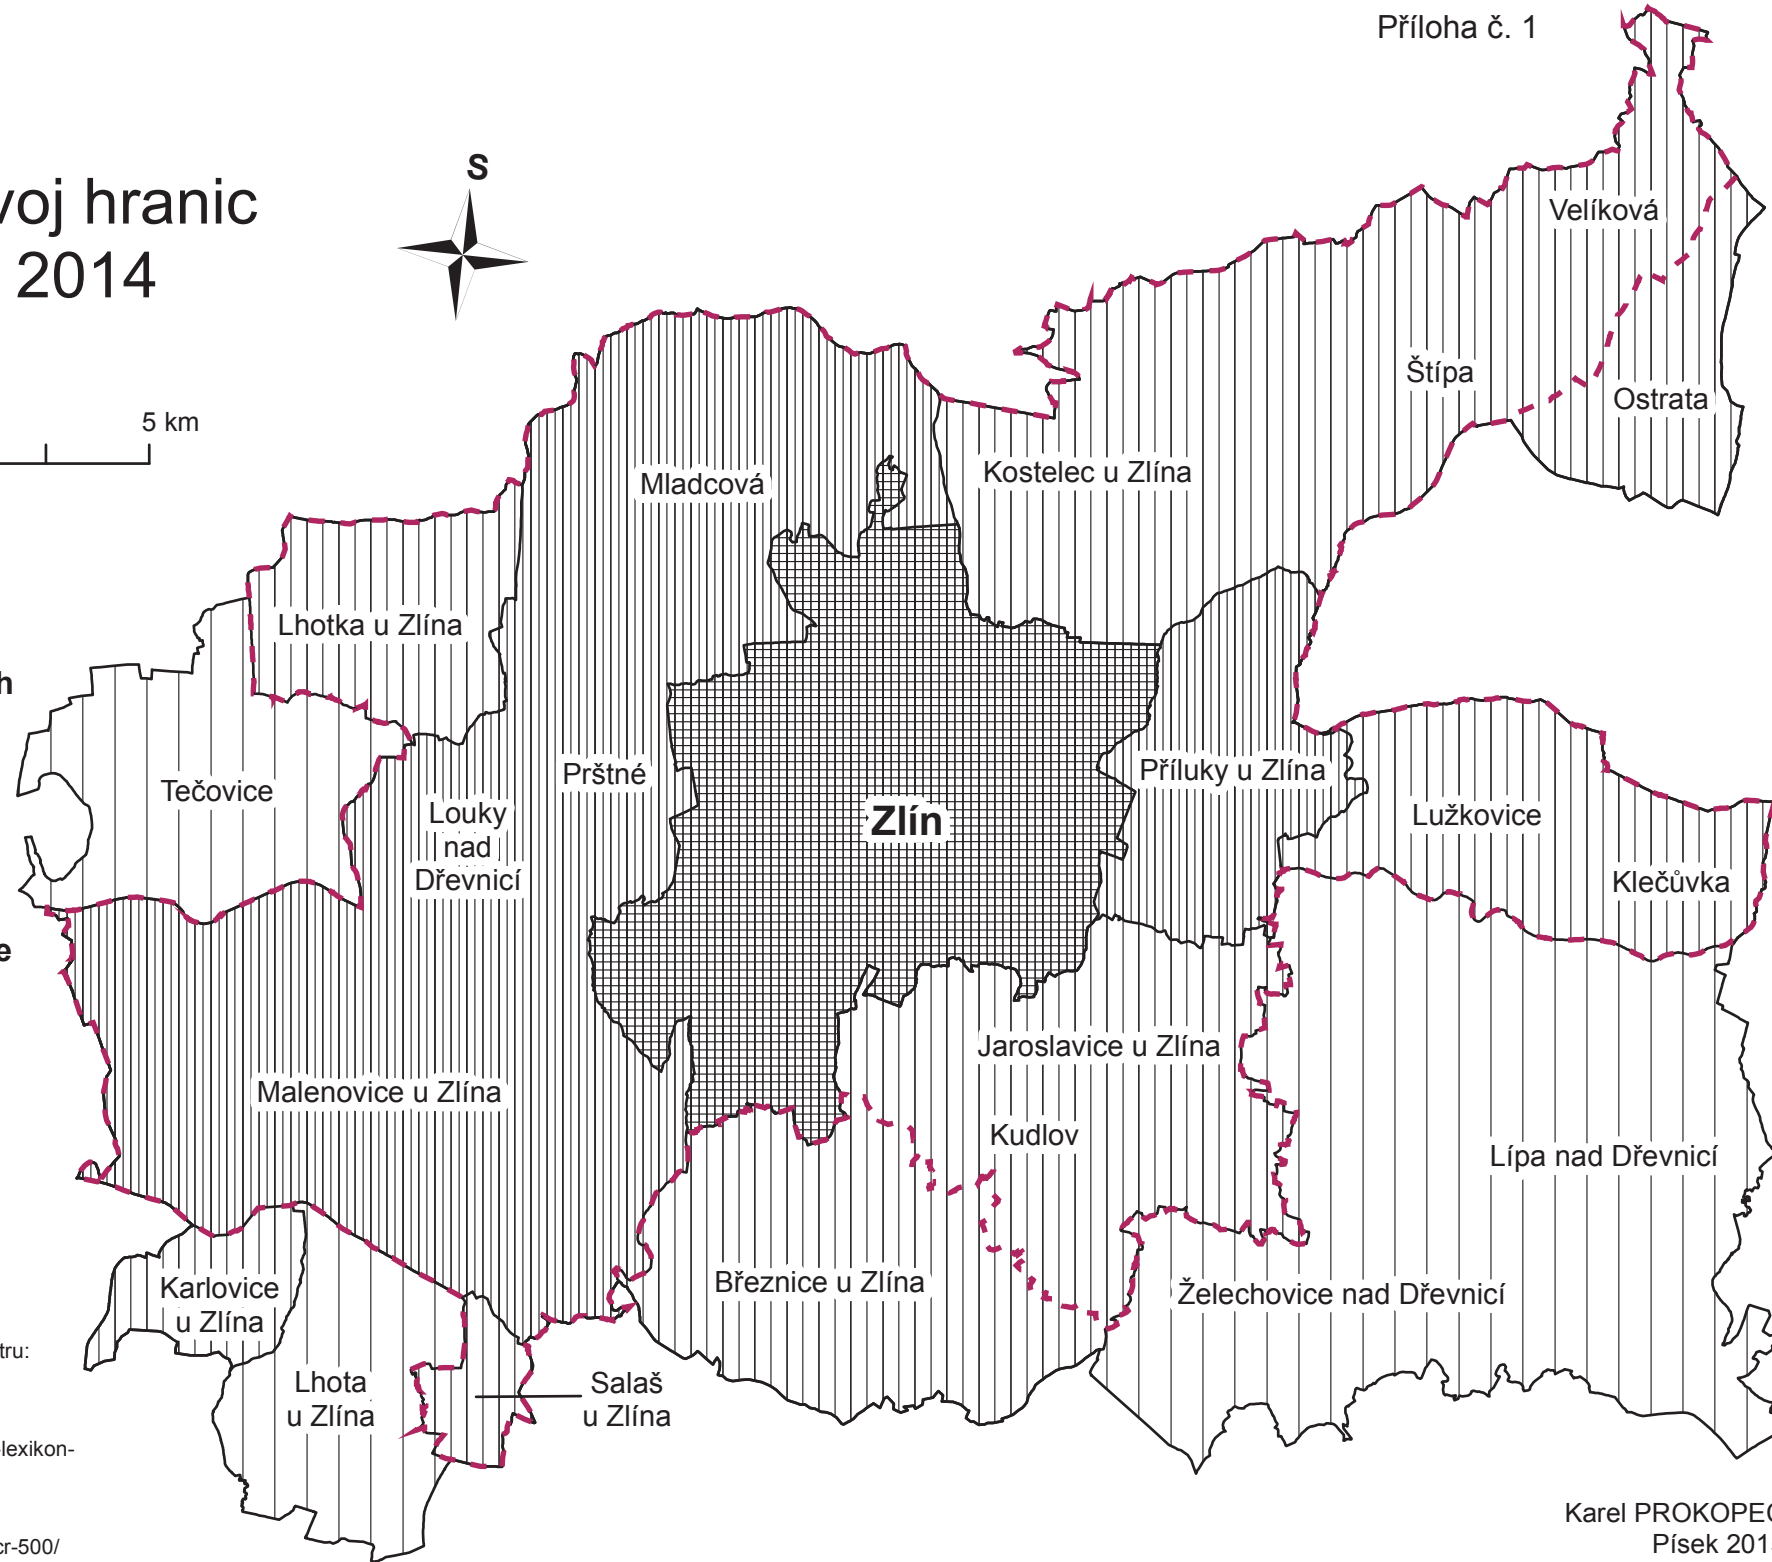 Příloha č. 1
voj hranic
2014
S
5 km
h
e
Velíková
Štípa
Ostrata
Kostelec u Zlína
Mladcová
Lhotka u Zlína
Tečovice
Louky
nad
Dřevnicí
Prštné
Zlín
Příluky u Zlína
Lužkovice
Klečůvka
Malenovice u Zlína
Jaroslavice u Zlína
Kudlov
Lípa nad Dřevnicí
Březnice u Zlína
Želechovice nad Dřevnicí
Karlovice
u Zlína
Lhota
u Zlína
Salaš
u Zlína
tru:
lexikon-
cr-500/
Karel PROKOPEC
Písek 201